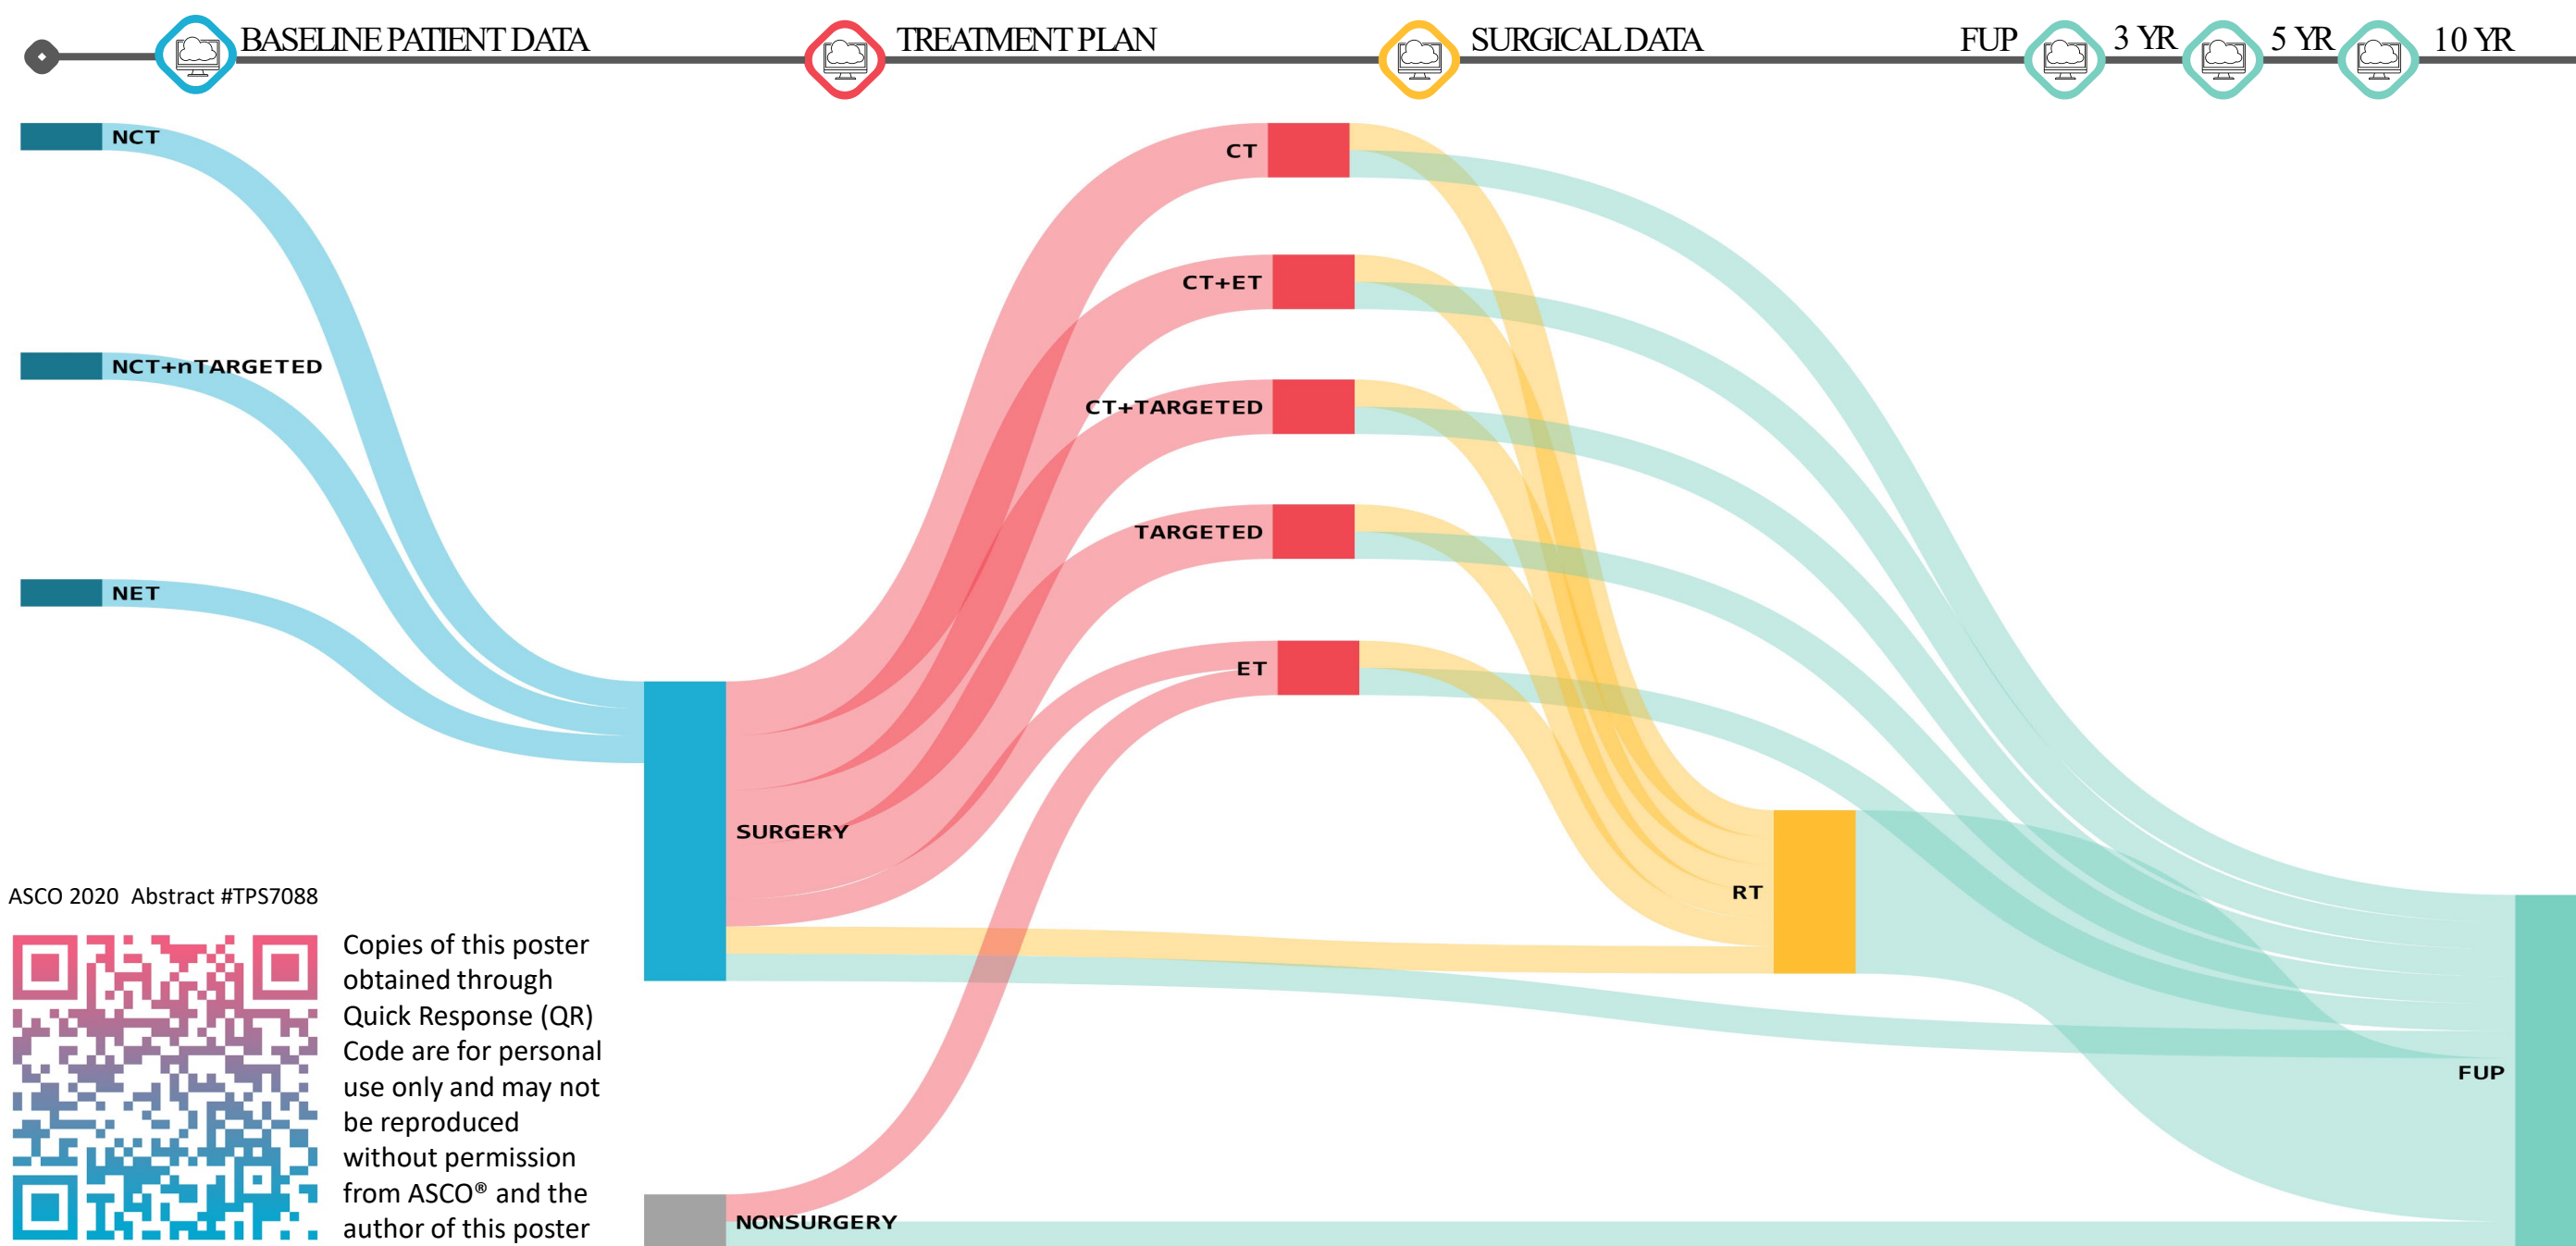 BASELINE PATIENT DATA
TREATMENT PLAN
SURGICAL DATA
FUP
3 YR
5 YR
10 YR
NCT
CT
CT+ET
NCT+nTARGETED
CT+TARGETED
TARGETED
NET
ET
SURGERY
RT
ASCO 2020 Abstract #TPS7088
Copies of this poster
obtained through
Quick Response (QR)
Code are for personal
use only and may not
be reproduced
without permission
from ASCO® and the
author of this poster
FUP
NONSURGERY